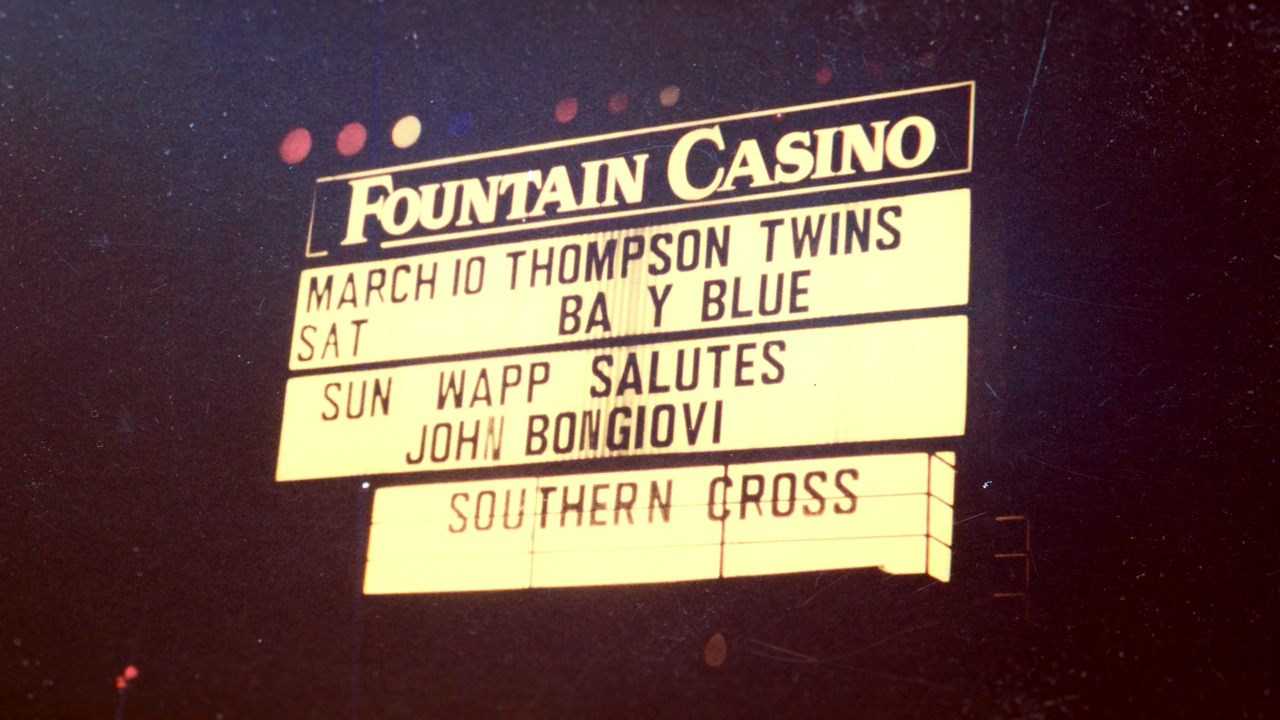 FOUNTAIN CASINO
MARCH 10 THOMPSON TWINS
SAT BA Y BLUE
SUN WAPP SALUTES
JOHN BONGIOVI
SOUTHERN CROSS